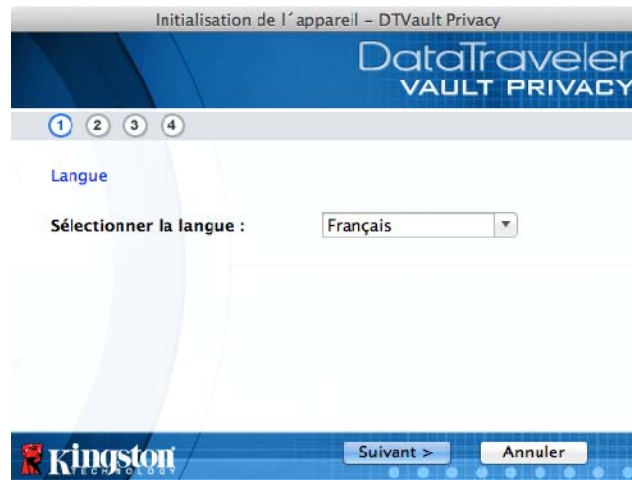 Initialisation de l´appareil – DTVault Privacy
DataTraveler
VAULT PRIVACY
1 2 3 4
Langue
Sélectionner la langue :
Français
Kingston
TECHNOLOGY
Suivant >
Annuler